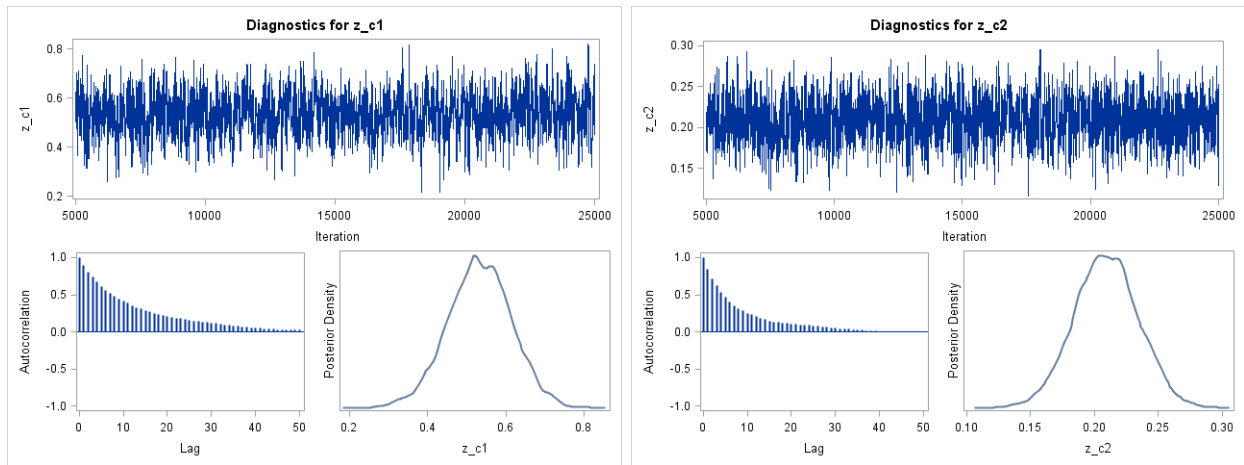 Diagnostics for z_c1
0.8
0.6
0.4
0.2
z_c1
5000 10000 15000 20000 25000
Iteration
1.0
0.5
0.0
-0.5
-1.0
Autocorrelation
0 10 20 30 40 50
Lag
Posterior Density
0.2 0.4 0.6 0.8
z_c1
Diagnostics for z_c2
0.30
0.25
0.20
0.15
z_c2
5000 10000 15000 20000 25000
Iteration
1.0
0.5
0.0
-0.5
-1.0
Autocorrelation
0 10 20 30 40 50
Lag
Posterior Density
0.10 0.15 0.20 0.25 0.30
z_c2